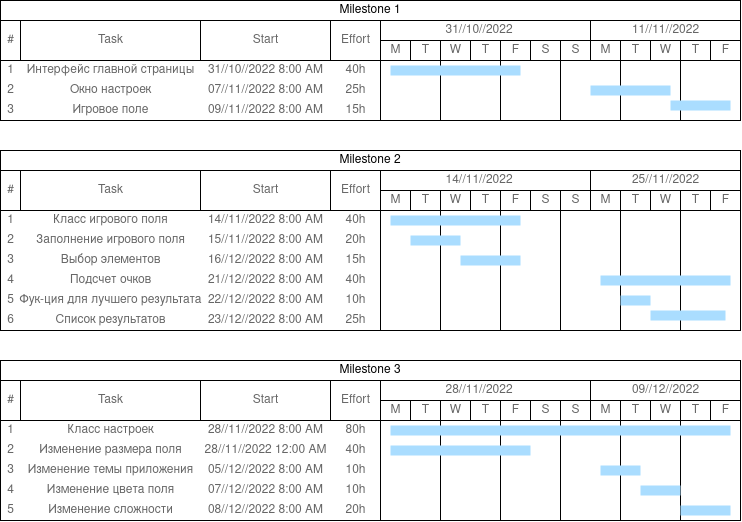 Milestone 1
# Task Start Effort 31//10//2022 11//11//2022
M T W T F S S M T W T F
1 Интерфейс главной страницы 31//10//2022 8:00 AM 40h
2 Окно настроек 07//11//2022 8:00 AM 25h
3 Игровое поле 09//11//2022 8:00 AM 15h
Milestone 2
# Task Start Effort 14//11//2022 25//11//2022
M T W T F S S M T W T F
1 Класс игрового поля 14//11//2022 8:00 AM 40h
2 Заполнение игрового поля 15//11//2022 8:00 AM 20h
3 Выбор элементов 16//12//2022 8:00 AM 15h
4 Подсчет очков 21//12//2022 8:00 AM 40h
5 Фук-ция для лучшего результата 22//12//2022 8:00 AM 10h
6 Список результатов 23//12//2022 8:00 AM 25h
Milestone 3
# Task Start Effort 28//11//2022 09//12//2022
M T W T F S S M T W T F
1 Класс настроек 28//11//2022 8:00 AM 80h
2 Изменение размера поля 28//11//2022 12:00 AM 40h
3 Изменение темы приложения 05//12//2022 8:00 AM 10h
4 Изменение цвета поля 07//12//2022 8:00 AM 10h
5 Изменение сложности 08//12//2022 8:00 AM 20h